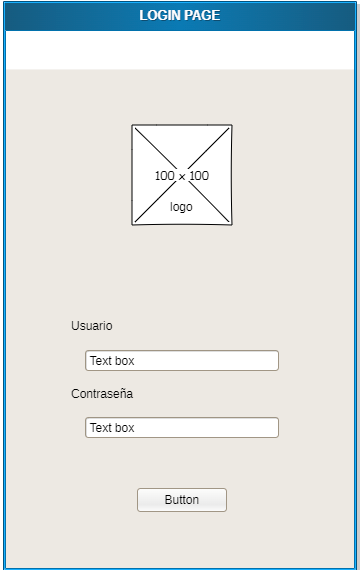 LOGIN PAGE
100 x 100
logo
Usuario
Text box
Contraseña
Text box
Button